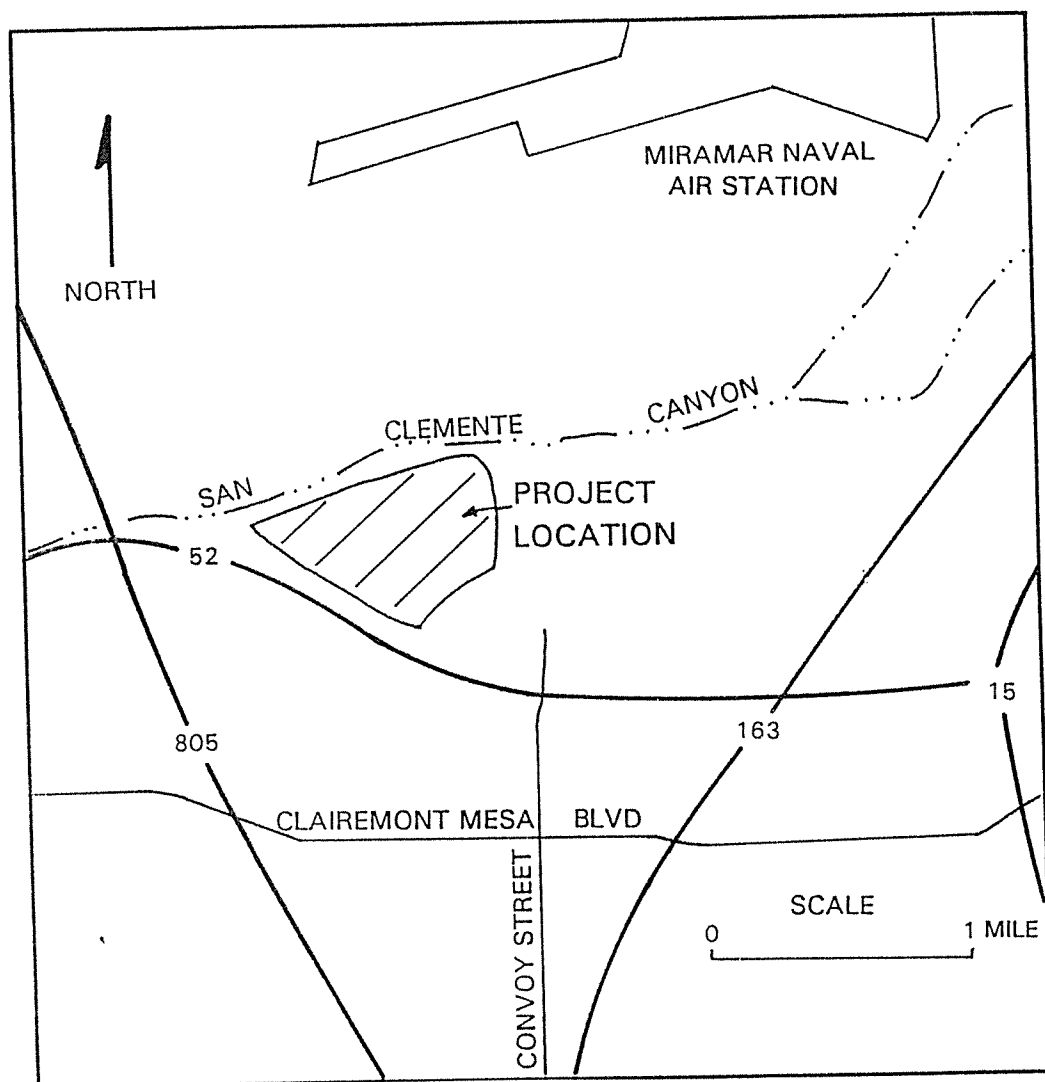 MIRAMAR NAVAL
AIR STATION
NORTH
SAN CLEMENTE CANYON
PROJECT
LOCATION
52
15
163
805
CLAIREMONT MESA BLVD
CONVOY STREET
SCALE
0 1 MILE